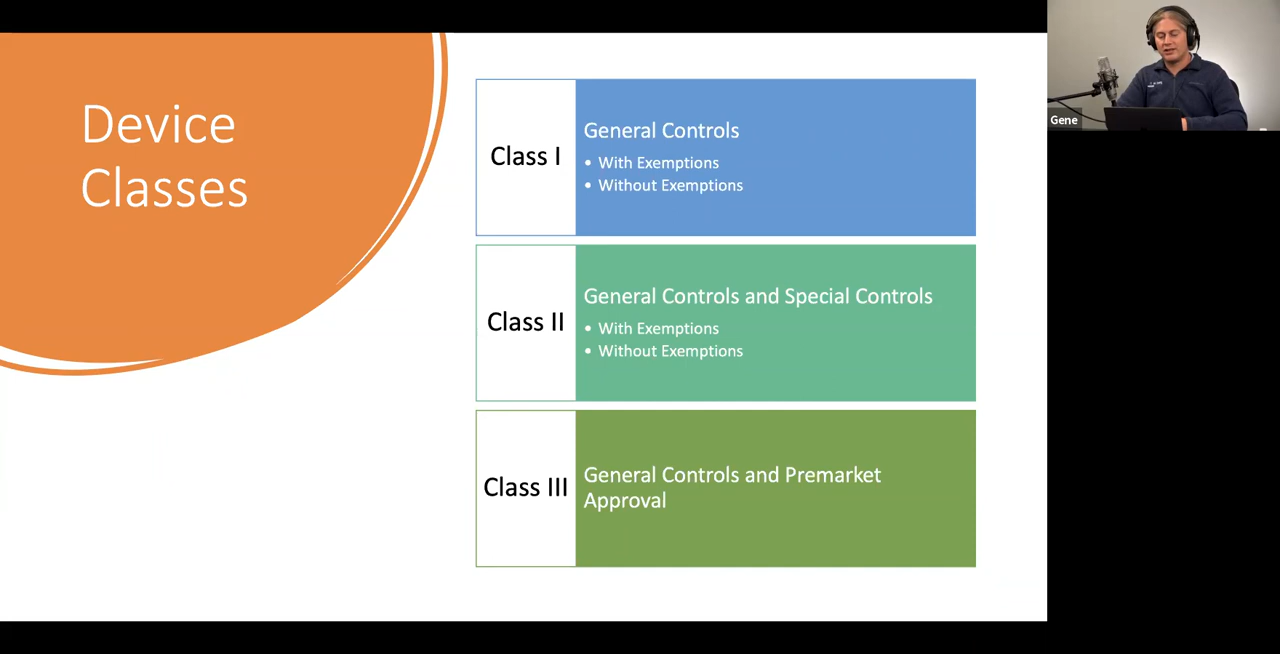 Device
Classes
Class I
General Controls
• With Exemptions
• Without Exemptions
Class II
General Controls and Special Controls
• With Exemptions
• Without Exemptions
Class III
General Controls and Premarket
Approval
Gene